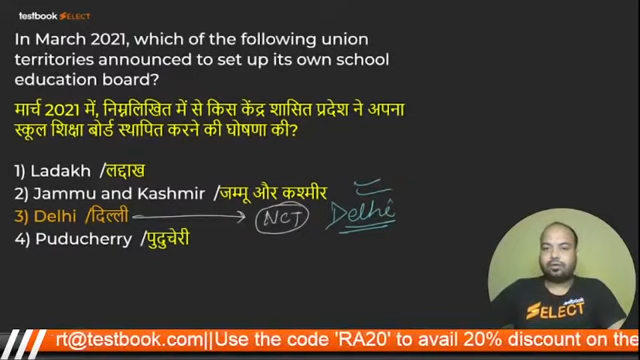 testbook SELECT
In March 2021, which of the following union
territories announced to set up its own school
education board?
मार्च 2021 में, निम्नलिखित में से किस केंद्र शासित प्रदेश ने अपना
स्कूल शिक्षा बोर्ड स्थापित करने की घोषणा की?
1) Ladakh /लद्दाख
2) Jammu and Kashmir /जम्मू और कश्मीर
3) Delhi /दिल्ली NCT Delhi
4) Puducherry /पुदुचेरी
testbook
SELECT
rt@testbook.com||Use the code 'RA20' to avail 20% discount on the